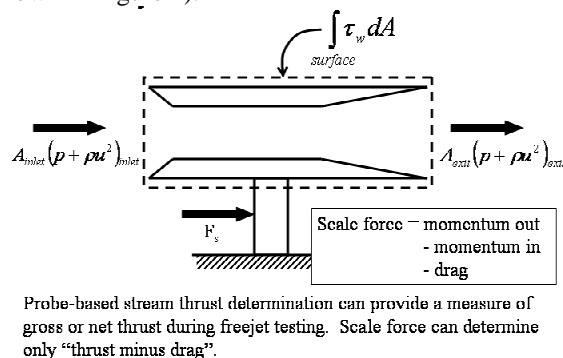 ∫ τ_w dA
surface
A_inlet (p + ρu²)_inlet
A_exit (p + ρu²)_exit
F_s
Scale force = momentum out
- momentum in
- drag
Probe-based stream thrust determination can provide a measure of
gross or net thrust during freejet testing. Scale force can determine
only “thrust minus drag”.